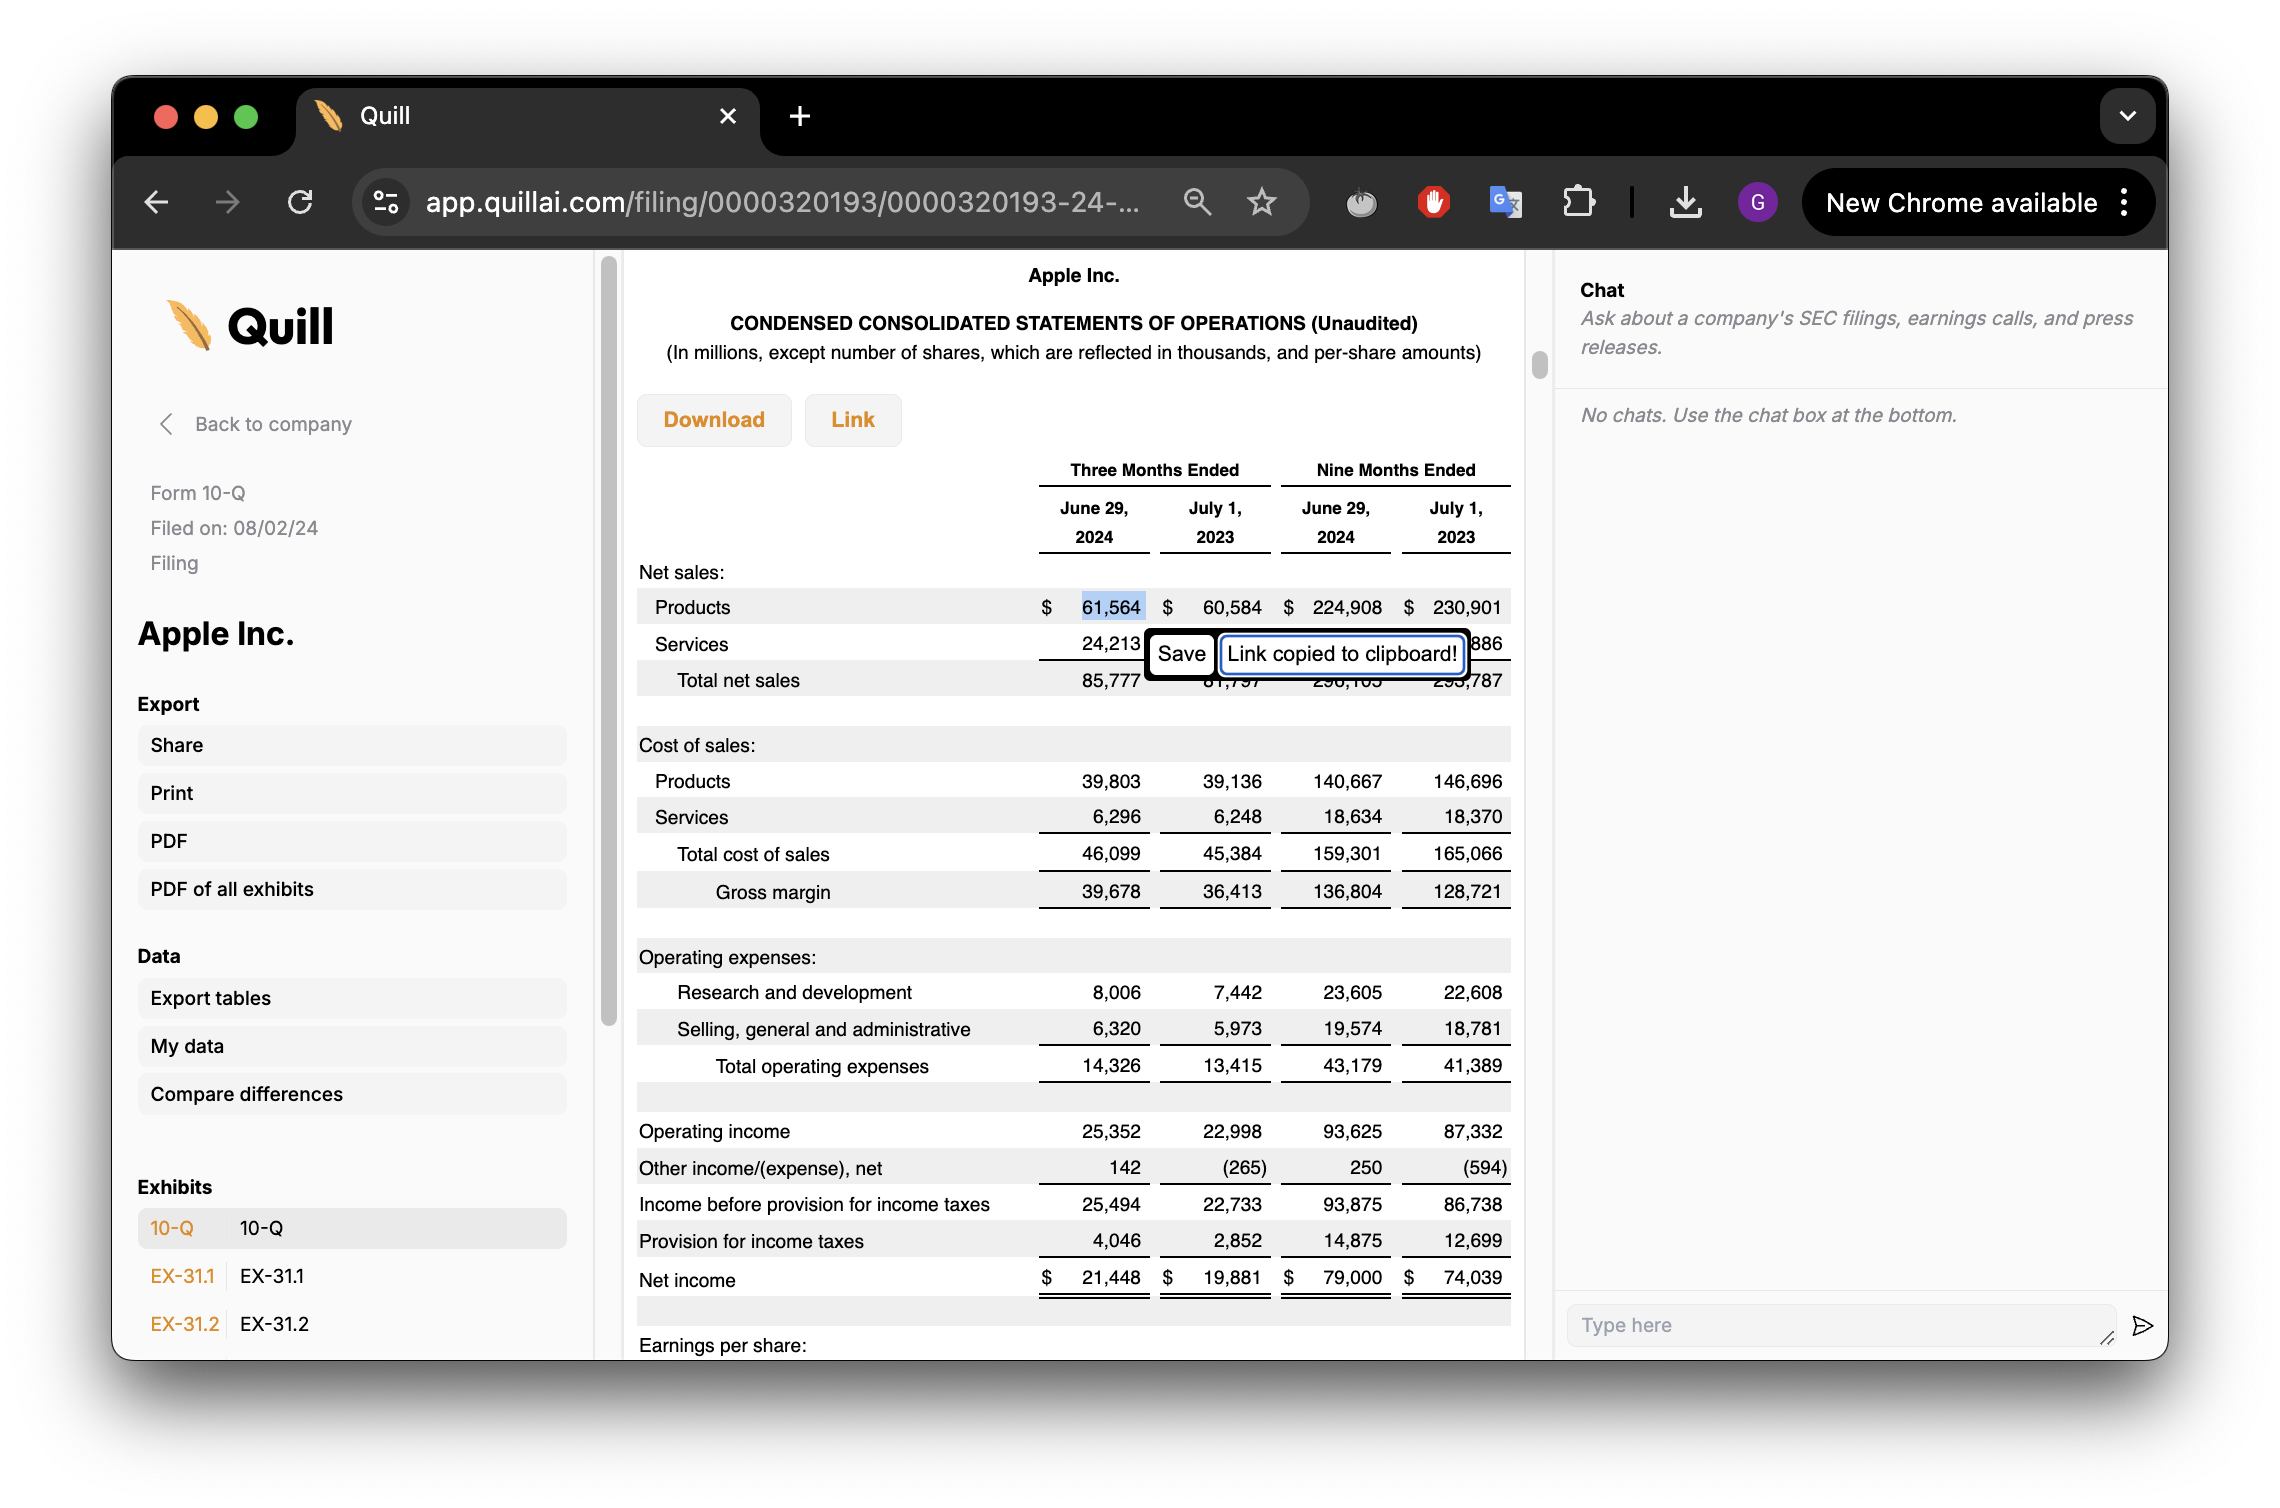 Quill
app.quillai.com/filing/0000320193/0000320193-24-...
G
New Chrome available
Quill
Back to company
Form 10-Q
Filed on: 08/02/24
Filing
Apple Inc.
Export
Share
Print
PDF
PDF of all exhibits
Data
Export tables
My data
Compare differences
Exhibits
10-Q 10-Q
EX-31.1 EX-31.1
EX-31.2 EX-31.2
Apple Inc.
CONDENSED CONSOLIDATED STATEMENTS OF OPERATIONS (Unaudited)
(In millions, except number of shares, which are reflected in thousands, and per-share amounts)
Download Link
Three Months Ended Nine Months Ended
June 29, July 1, June 29, July 1,
2024 2023 2024 2023
Net sales:
Products $ 61,564 $ 60,584 $ 224,908 $ 230,901
Services 24,213 886
Save Link copied to clipboard!
Total net sales 85,777 787
Cost of sales:
Products 39,803 39,136 140,667 146,696
Services 6,296 6,248 18,634 18,370
Total cost of sales 46,099 45,384 159,301 165,066
Gross margin 39,678 36,413 136,804 128,721
Operating expenses:
Research and development 8,006 7,442 23,605 22,608
Selling, general and administrative 6,320 5,973 19,574 18,781
Total operating expenses 14,326 13,415 43,179 41,389
Operating income 25,352 22,998 93,625 87,332
Other income/(expense), net 142 (265) 250 (594)
Income before provision for income taxes 25,494 22,733 93,875 86,738
Provision for income taxes 4,046 2,852 14,875 12,699
Net income $ 21,448 $ 19,881 $ 79,000 $ 74,039
Earnings per share:
Chat
Ask about a company's SEC filings, earnings calls, and press
releases.
No chats. Use the chat box at the bottom.
Type here